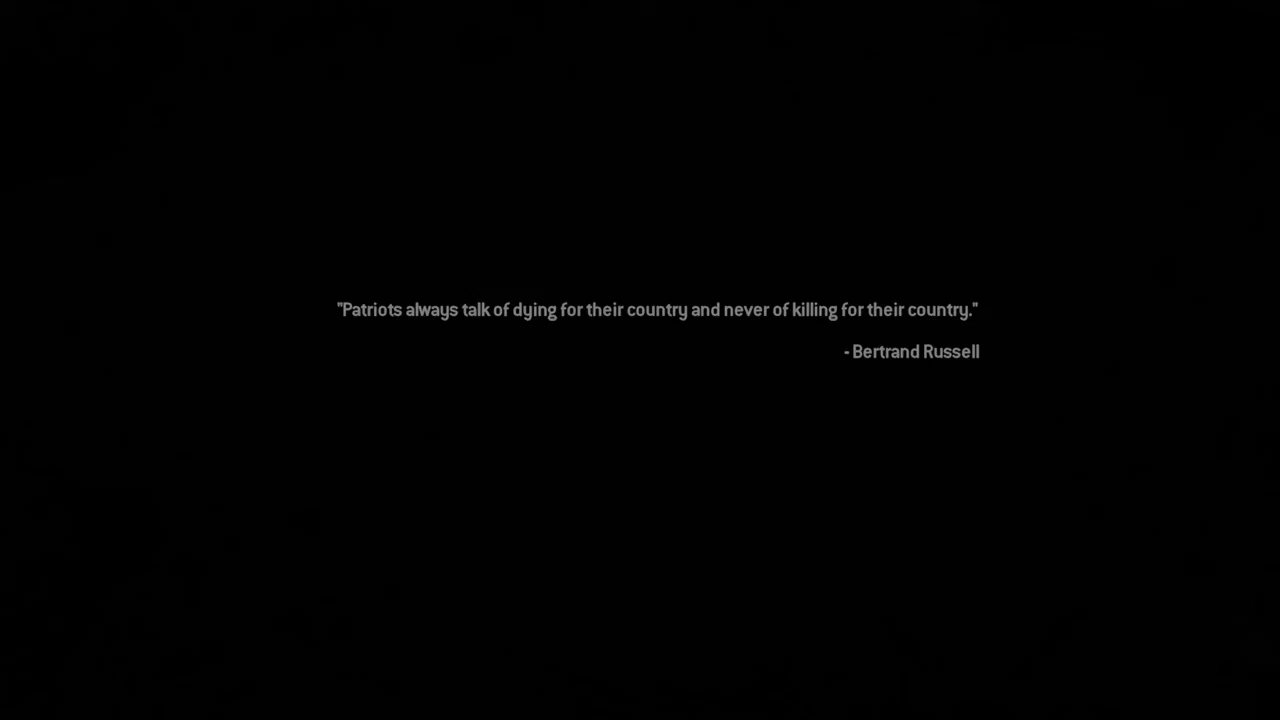 "Patriots always talk of dying for their country and never of killing for their country."
- Bertrand Russell